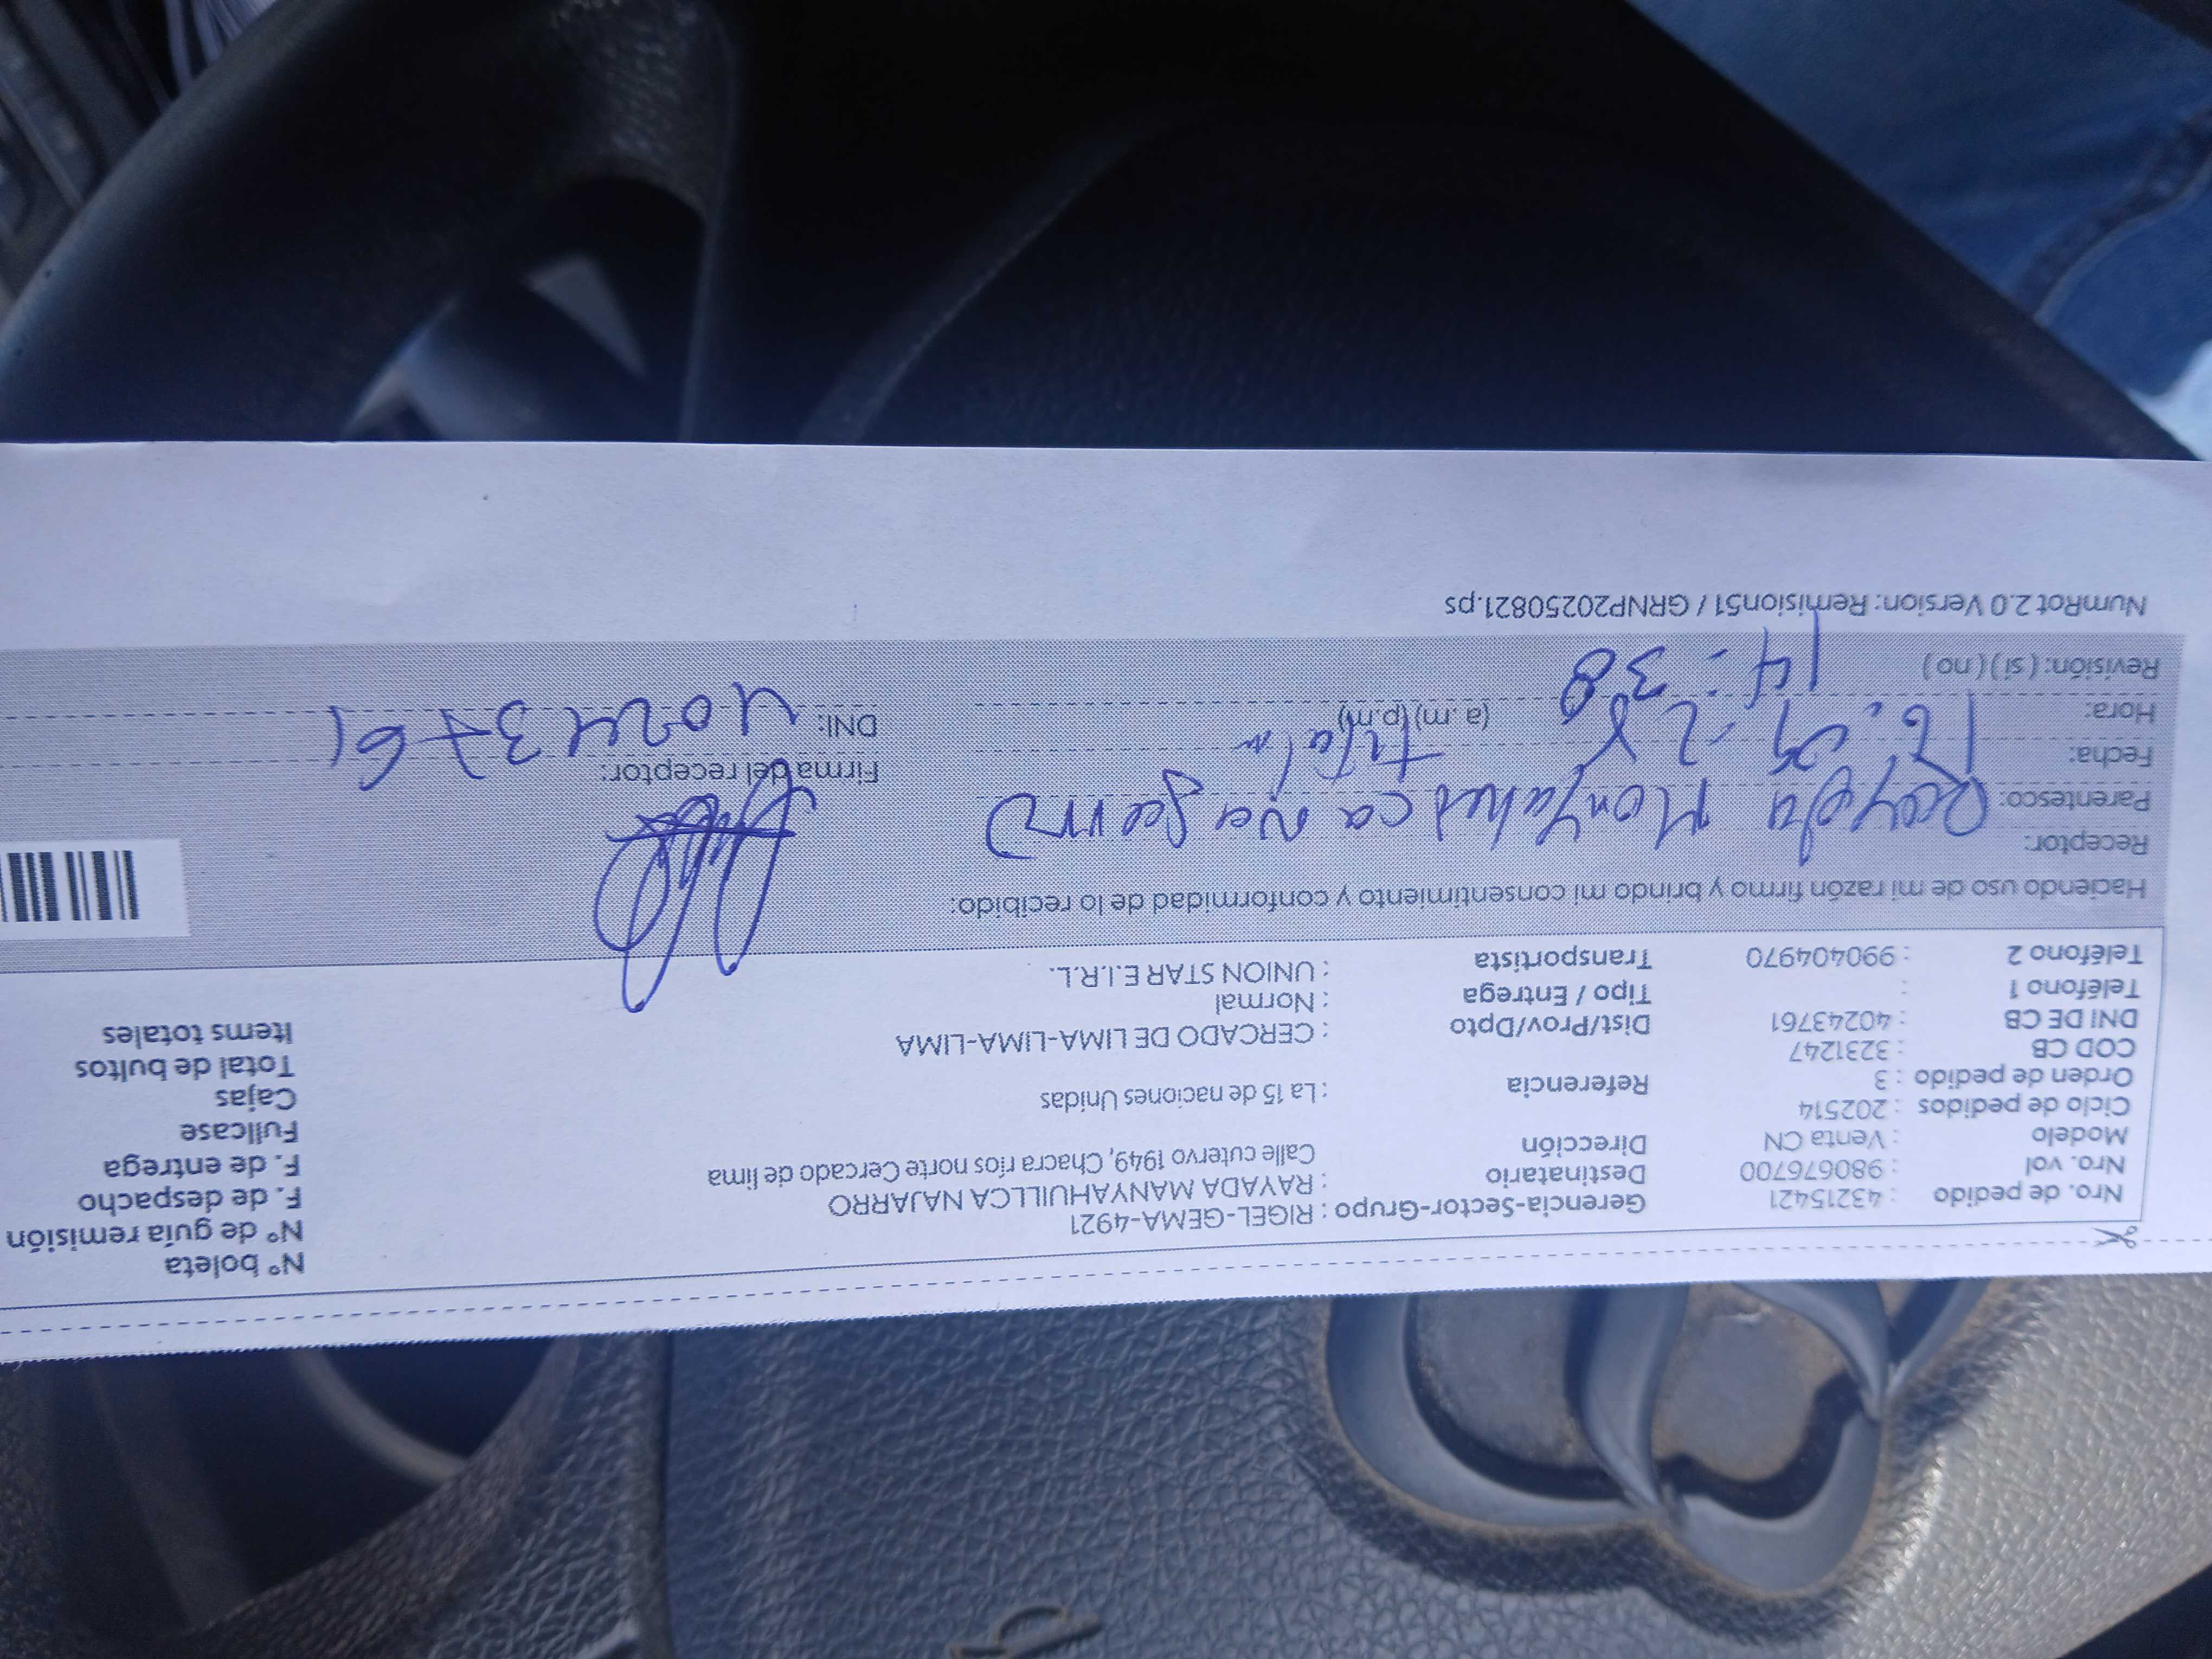 N° boleta
N° de guía remisión
F. de despacho
F. de entrega
Fullcase
Cajas
Total de bultos
Items totales
Nro. de pedido : 43215421
Nro. vol : 980676700
Modelo : Venta CN
Ciclo de pedidos : 202514
Orden de pedido : 3
COD CB : 3231247
DNI DE CB : 40243761
Teléfono 1 :
Teléfono 2 : 990404970
Gerencia-Sector-Grupo : RIGEL-GEMA-4921
Destinatario : RAYADA MANYAHUILLCA NAJARRO
Dirección Calle cutervo 1949, Chacra ríos norte Cercado de lima
Referencia : La 15 de naciones Unidas
Dist/Prov/Dpto : CERCADO DE LIMA-LIMA-LIMA
Tipo / Entrega : Normal
Transportista : UNION STAR E.I.R.L.
Haciendo uso de mi razón firmo y brindo mi consentimiento y conformidad de lo recibido:
Receptor:
Parentesco:
Fecha:
Hora: (a .m) (p.m) 14:38
Revisión: ( si ) ( no )
Firma del receptor:
DNI: 40243761
NumRot 2.0 Version: Remision51 / GRNP20250821.ps